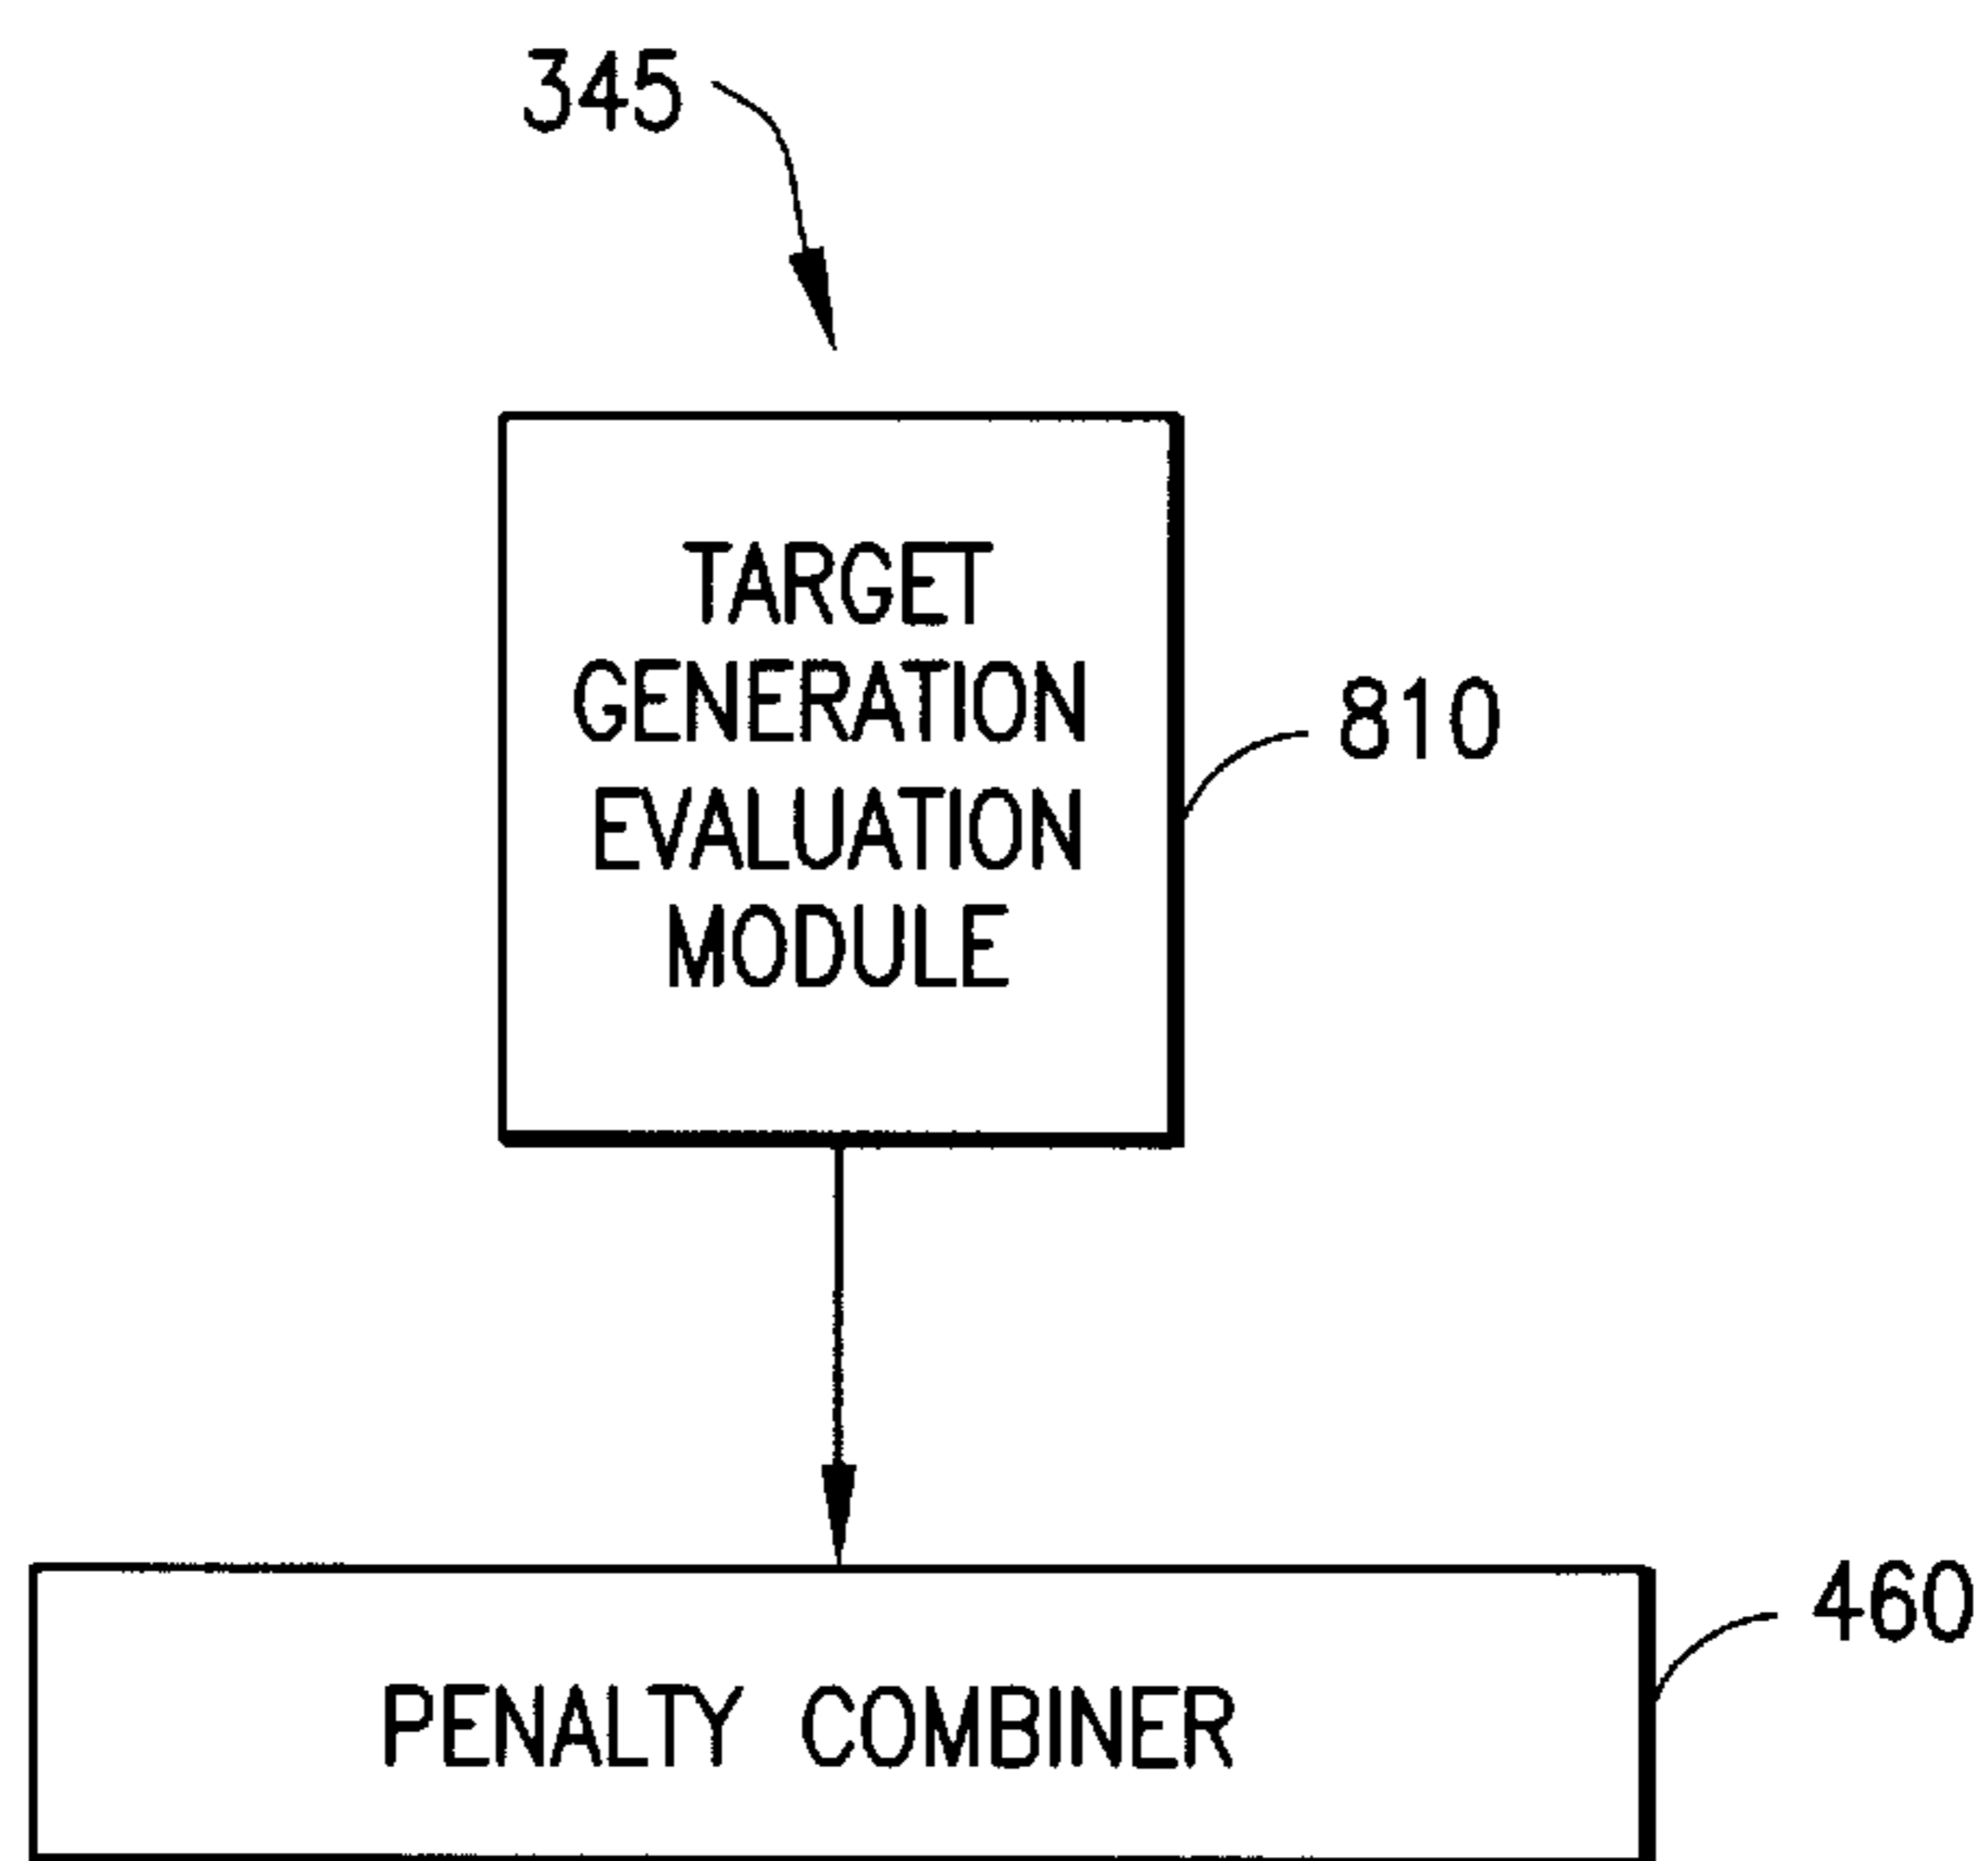 345
TARGET
GENERATION
EVALUATION
MODULE
810
460
PENALTY COMBINER